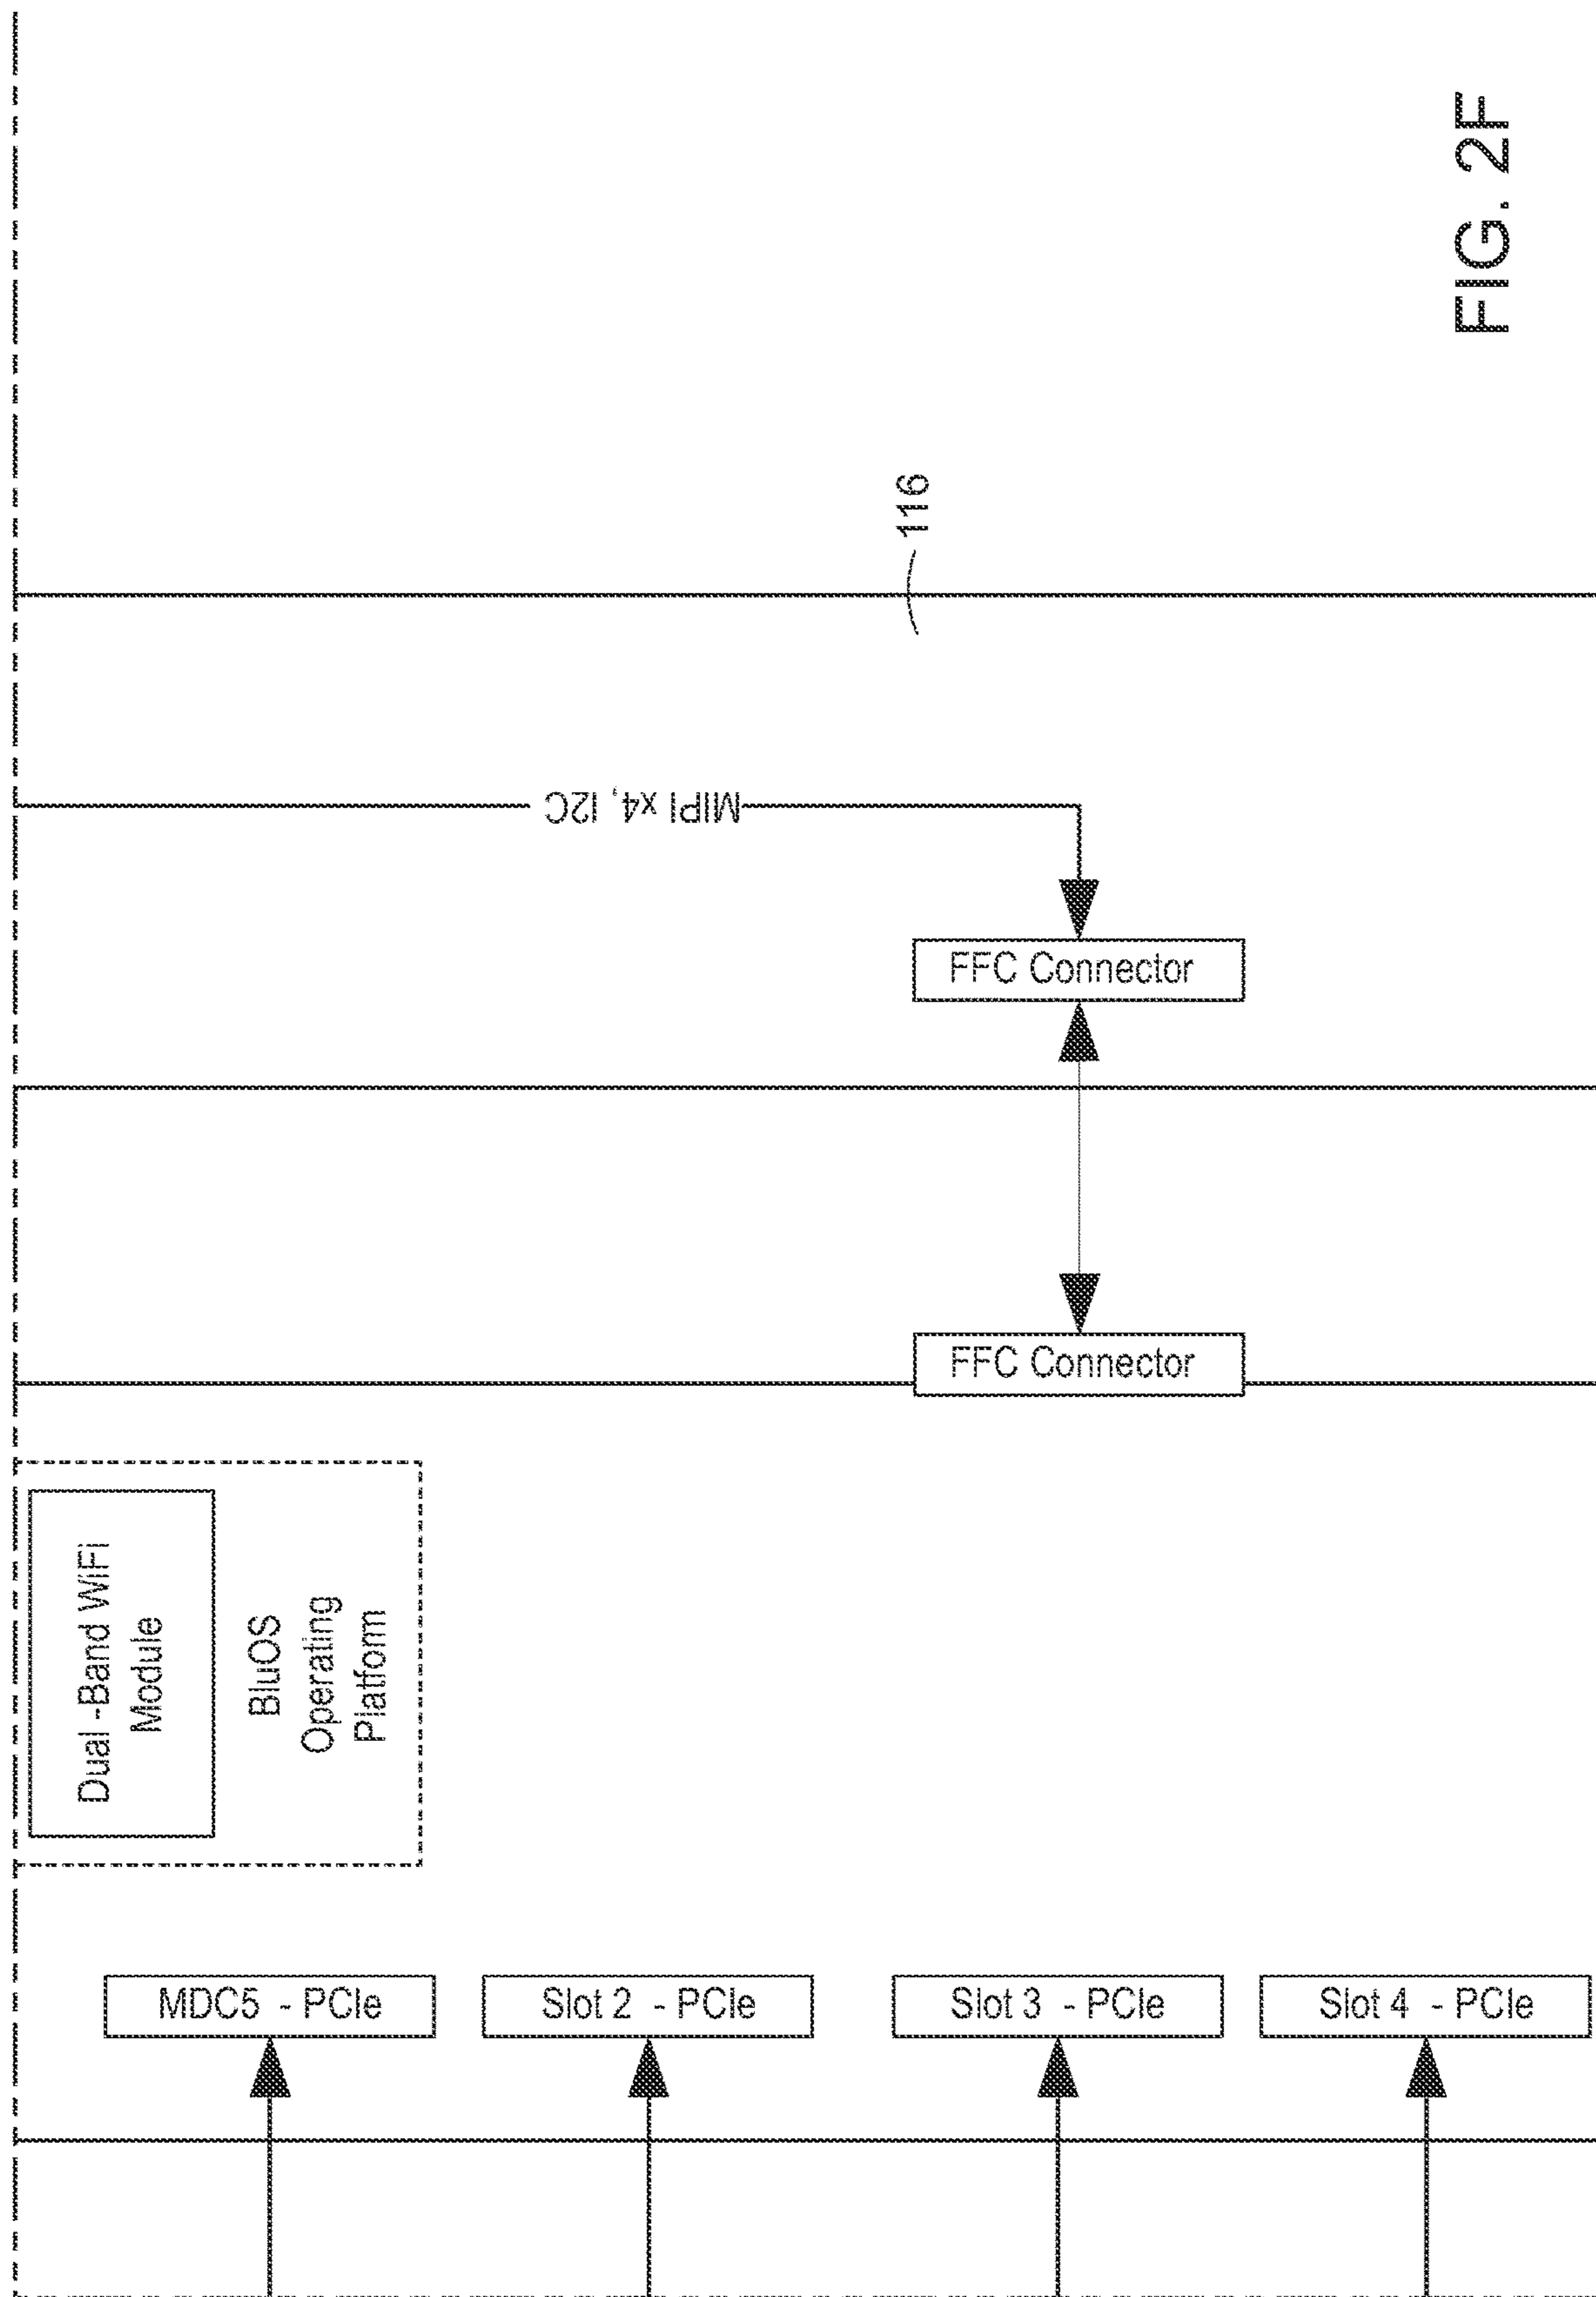 FIG. 2F
116
MIPI x4, I2C
FFC Connector
FFC Connector
Dual -Band WiFi
Module
BluOS
Operating
Platform
MDC5 - PCIe
Slot 2 - PCIe
Slot 3 - PCIe
Slot 4 - PCIe